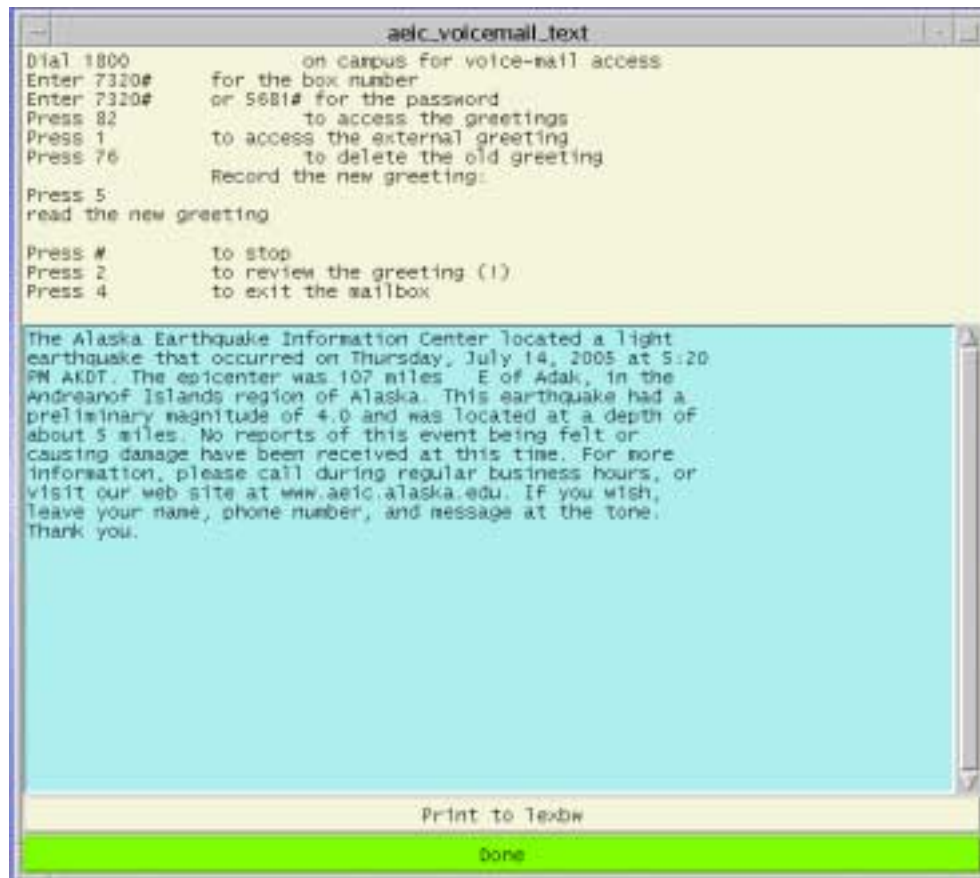 aeic_voicemail_text
Dial 1800 on campus for voice-mail access
Enter 7320# for the box number
Enter 7320# or 5681# for the password
Press 82 to access the greetings
Press 1 to access the external greeting
Press 76 to delete the old greeting
Record the new greeting:
Press 5
read the new greeting
Press # to stop
Press 2 to review the greeting (!)
Press 4 to exit the mailbox
The Alaska Earthquake Information Center located a light
earthquake that occurred on Thursday, July 14, 2005 at 5:20
PM AKDT. The epicenter was 107 miles E of Adak, in the
Andreanof Islands region of Alaska. This earthquake had a
preliminary magnitude of 4.0 and was located at a depth of
about 5 miles. No reports of this event being felt or
causing damage have been received at this time. For more
information, please call during regular business hours, or
visit our web site at www.aeic.alaska.edu. If you wish,
leave your name, phone number, and message at the tone.
Thank you.
Print to lexbw
Done